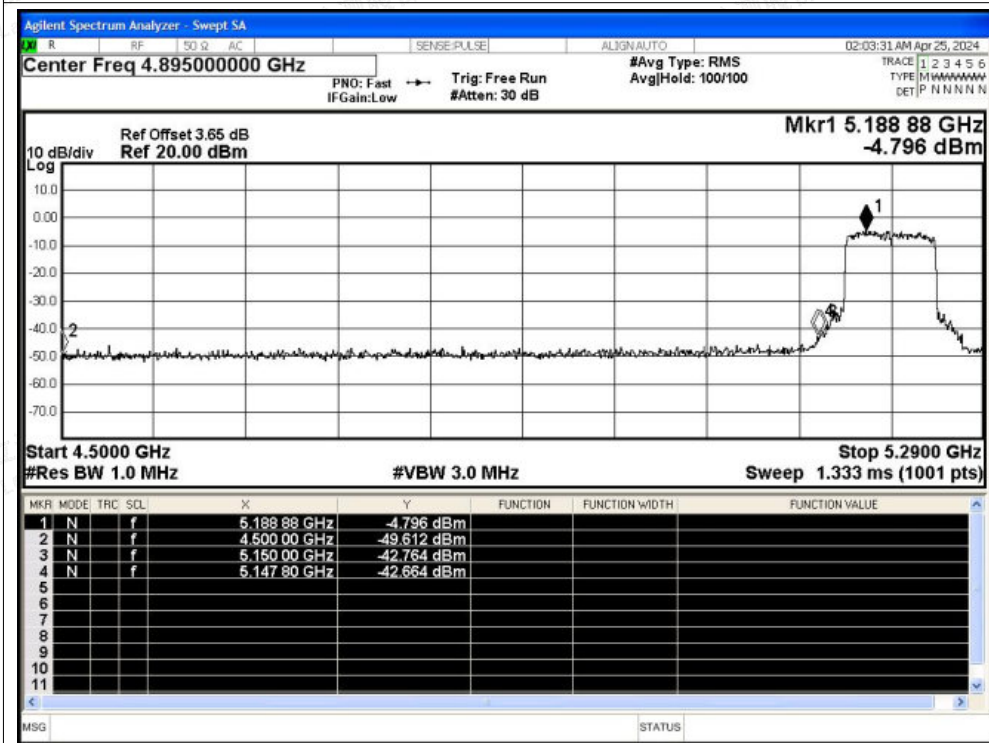 Agilent Spectrum Analyzer - Swept SA
LXI R RF 50 Ω AC SENSE:PULSE ALIGN AUTO 02:03:31 AM Apr 25, 2024
Center Freq 4.895000000 GHz
PNO: Fast
IFGain:Low
Trig: Free Run
#Atten: 30 dB
#Avg Type: RMS
Avg|Hold: 100/100
TRACE 1 2 3 4 5 6
TYPE M
DET P N N N N N
Mkr1 5.188 88 GHz
-4.796 dBm
Ref Offset 3.65 dB
10 dB/div Ref 20.00 dBm
Log
10.0
0.00
-10.0
-20.0
-30.0
-40.0
-50.0
-60.0
-70.0
1
2
4
Start 4.5000 GHz Stop 5.2900 GHz
#Res BW 1.0 MHz #VBW 3.0 MHz Sweep 1.333 ms (1001 pts)
MKR MODE TRC SCL X Y FUNCTION FUNCTION WIDTH FUNCTION VALUE
1 N f 5.188 88 GHz -4.796 dBm
2 N f 4.500 00 GHz -49.612 dBm
3 N f 5.150 00 GHz -42.764 dBm
4 N f 5.147 80 GHz -42.664 dBm
5
6
7
8
9
10
11
MSG STATUS